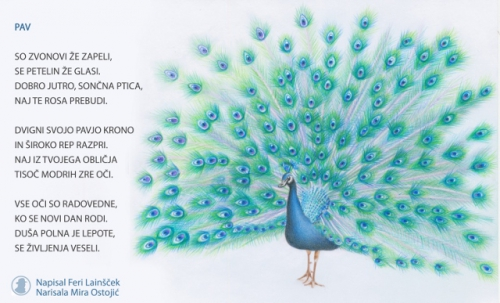 PAV
SO ZVONOVI ŽE ZAPELI,
SE PETELIN ŽE GLASI.
DOBRO JUTRO, SONČNA PTICA,
NAJ TE ROSA PREBUDI.
DVIGNI SVOJO PAVJO KRONO
IN ŠIROKO REP RAZPRI.
NAJ IZ TVOJEGA OBLIČJA
TISOČ MODRIH ZRE OČI.
VSE OČI SO RADOVEDNE,
KO SE NOVI DAN RODI.
DUŠA POLNA JE LEPOTE,
SE ŽIVLJENJA VESELI.
Napisal Feri Lainšček
Narisala Mira Ostojić